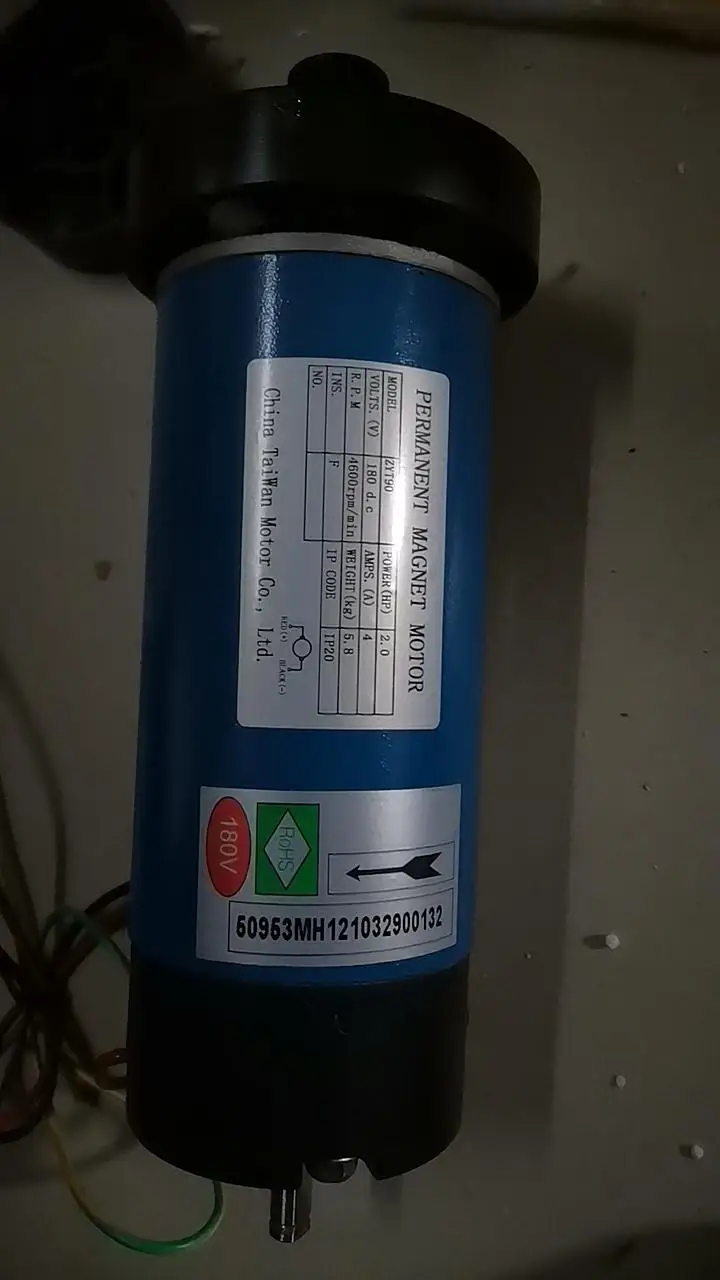 PERMANENT MAGNET MOTOR
MODEL ZYT90 POWER(HP) 2.0
VOLTS.(V) 180 d.c AMPS.(A) 4
R.P.M 4600rpm/min WEIGHT(kg) 5.8
INS. F IP CODE IP20
NO.
RED(+) BLACK(-)
China TaiWan Motor Co., Ltd.
180V
RoHS
50953MH121032900132